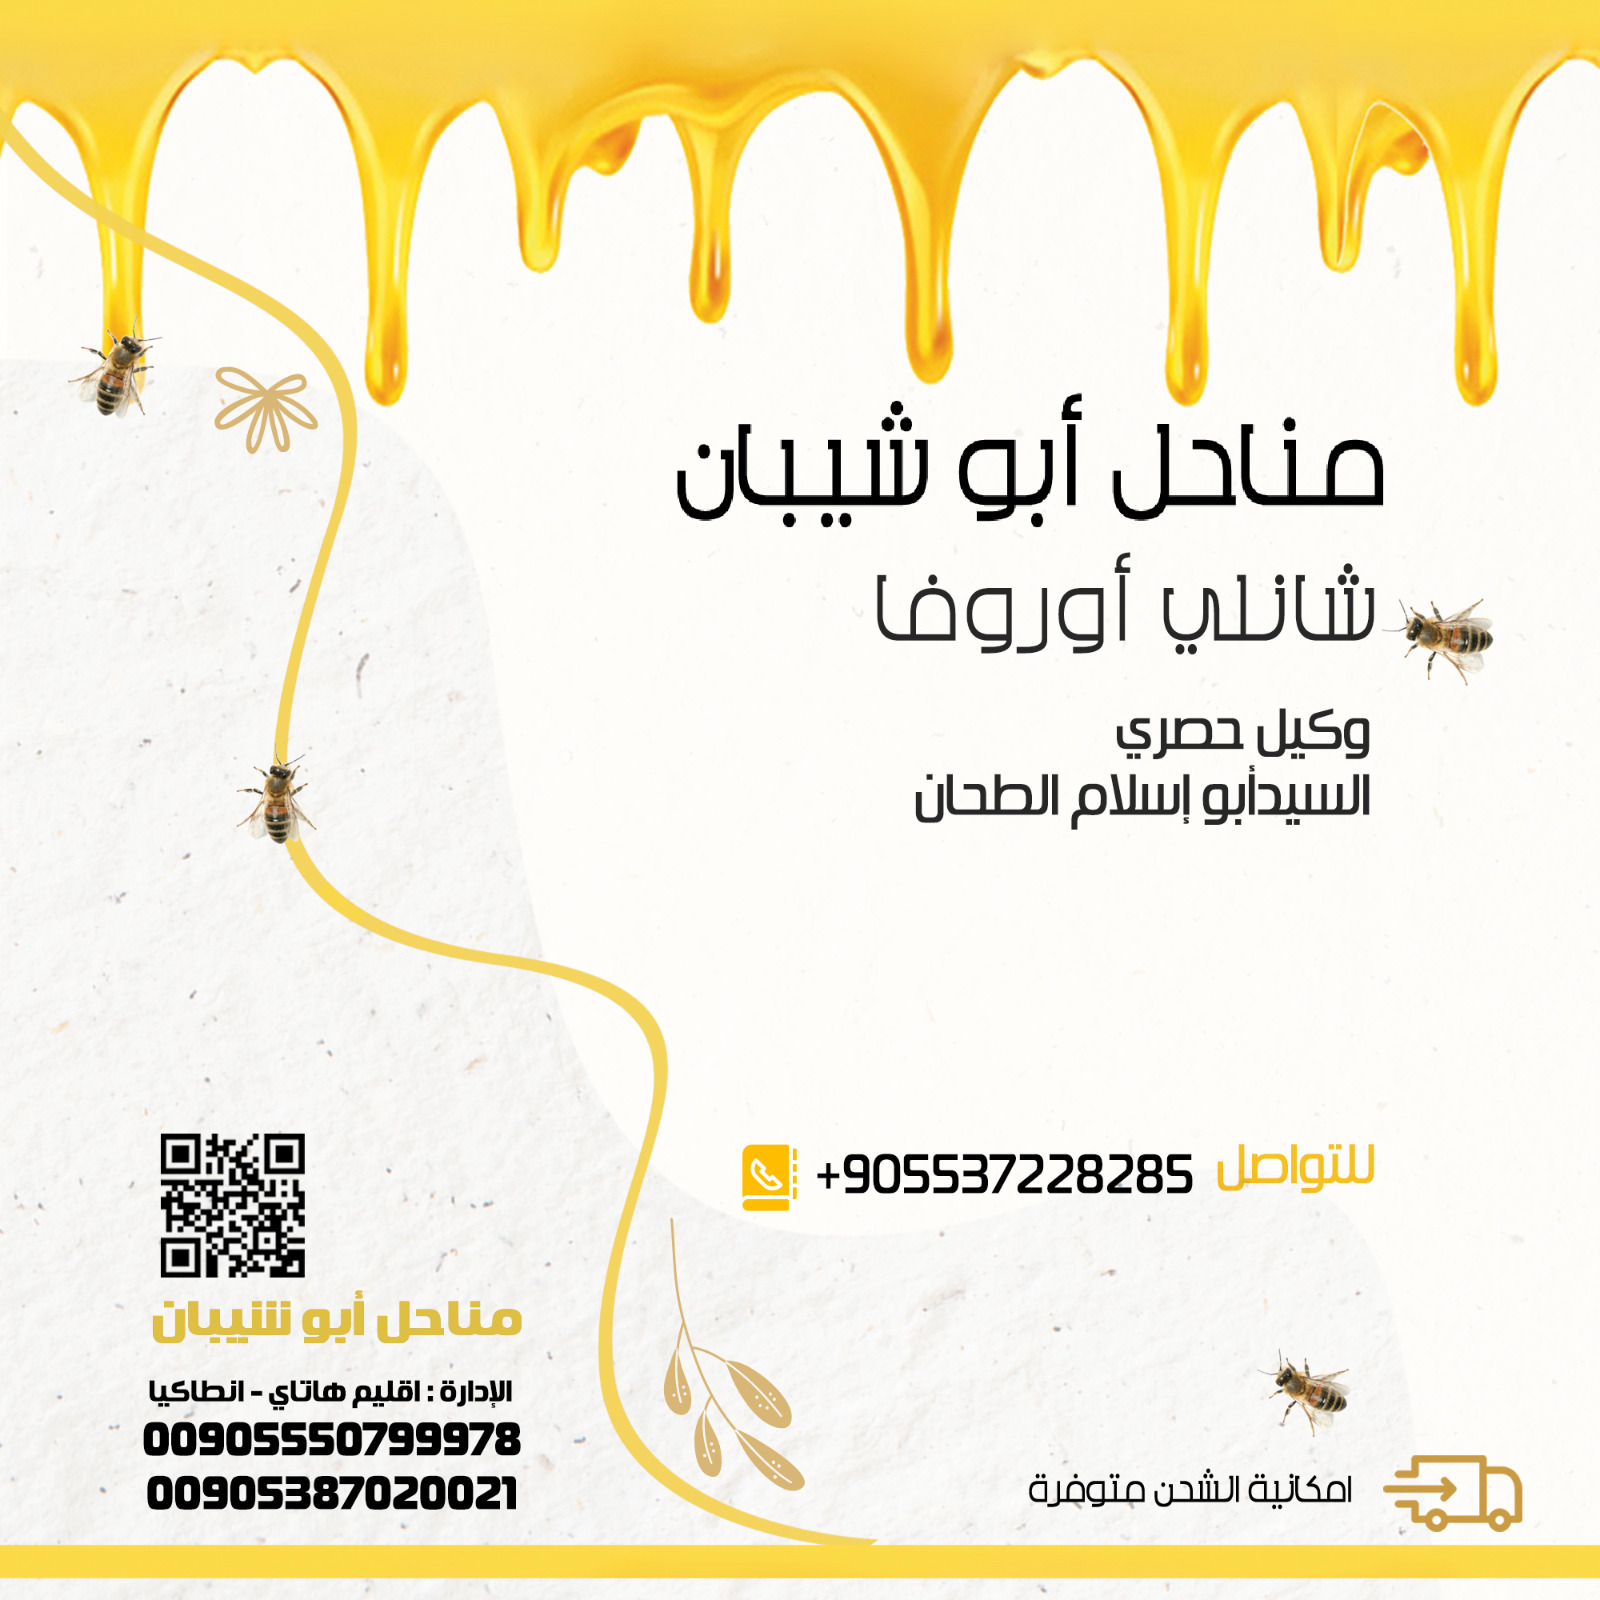 مناحل أبو شيبان
شانلي أوروفا
وكيل حصري
السيدأبو إسلام الطحان
للتواصل +905537228285
مناحل أبو شيبان
الإدارة : اقليم هاتاي - انطاكيا
00905550799978
00905387020021
امكانية الشحن متوفرة